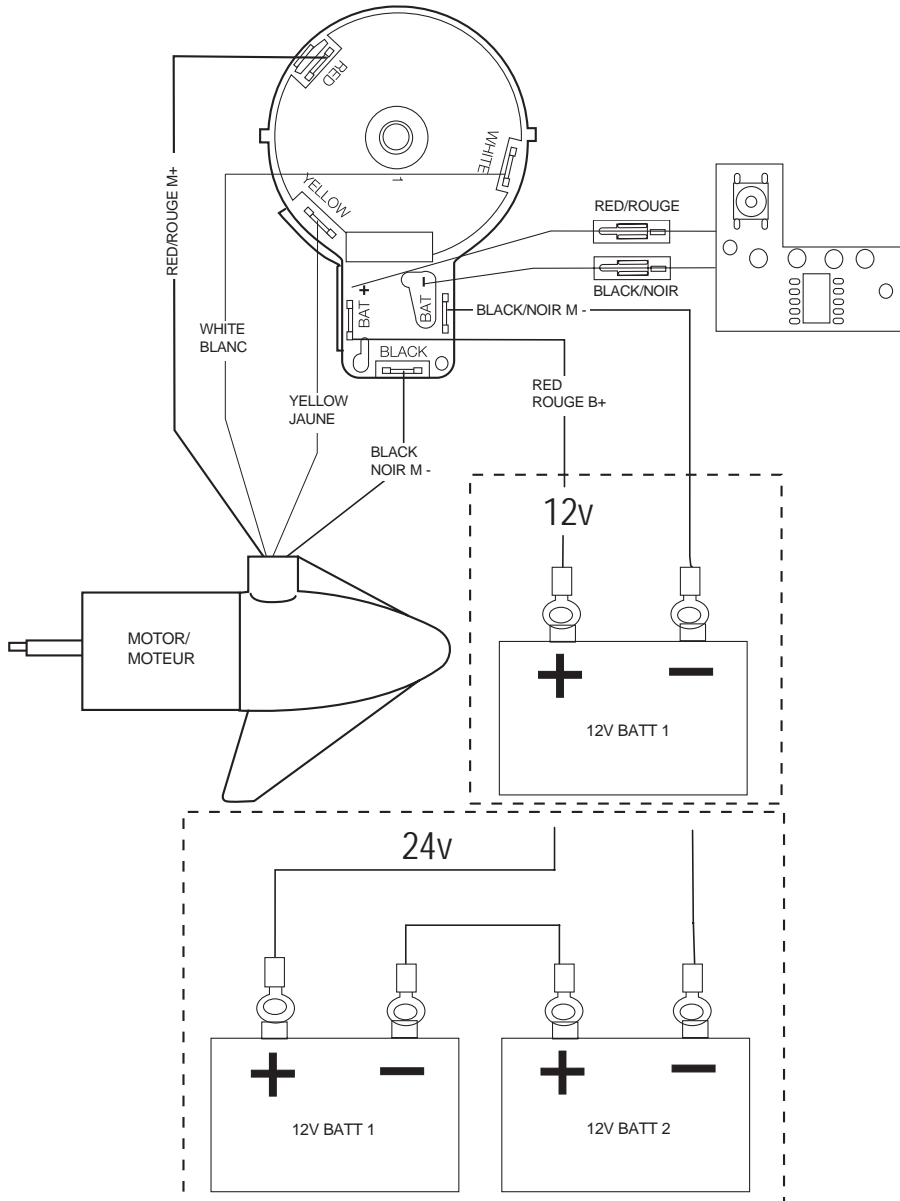 RED
WHITE
YELLOW
1
RED/ROUGE M+
RED/ROUGE
BLACK/NOIR
BAT +
BAT -
BLACK/NOIR M -
WHITE
BLANC
BLACK
YELLOW
JAUNE
RED
ROUGE B+
BLACK
NOIR M -
12v
MOTOR/
MOTEUR
+ -
12V BATT 1
24v
+ -
12V BATT 1
+ -
12V BATT 2